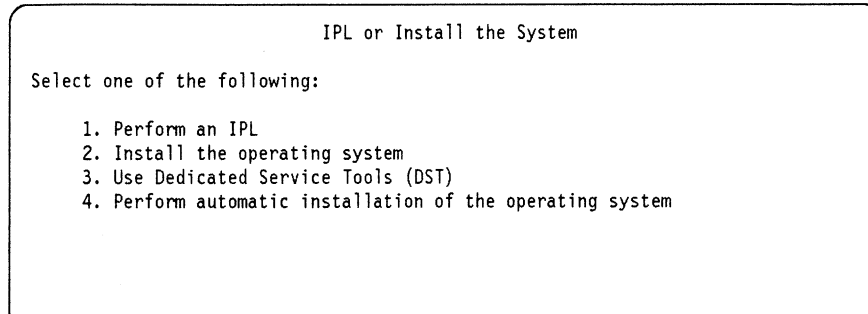 IPL or Install the System
Select one of the following:
1. Perform an IPL
2. Install the operating system
3. Use Dedicated Service Tools (DST)
4. Perform automatic installation of the operating system